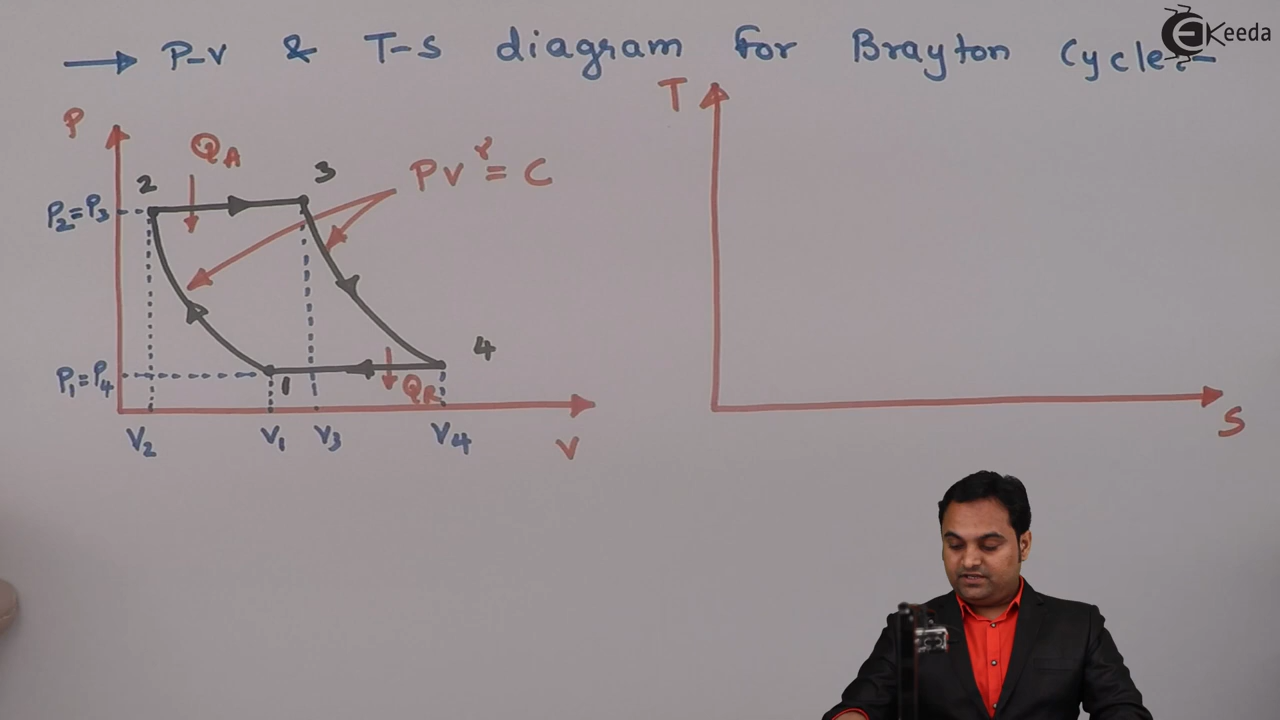 → P-V & T-S diagram for Brayton Cycle:-
EKeeda
P
QA
2
3
PV^γ = C
P2=P3
P1=P4
1
QR
4
V2
V1
V3
V4
V
T
S